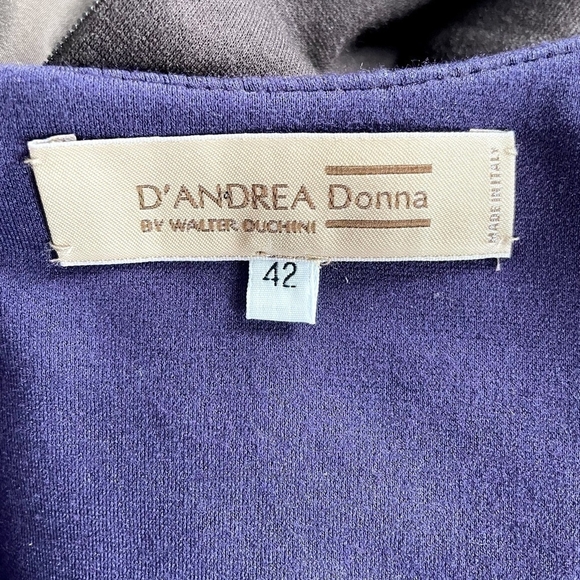 D'ANDREA Donna
BY WALTER DUCHINI
MADE IN ITALY
42